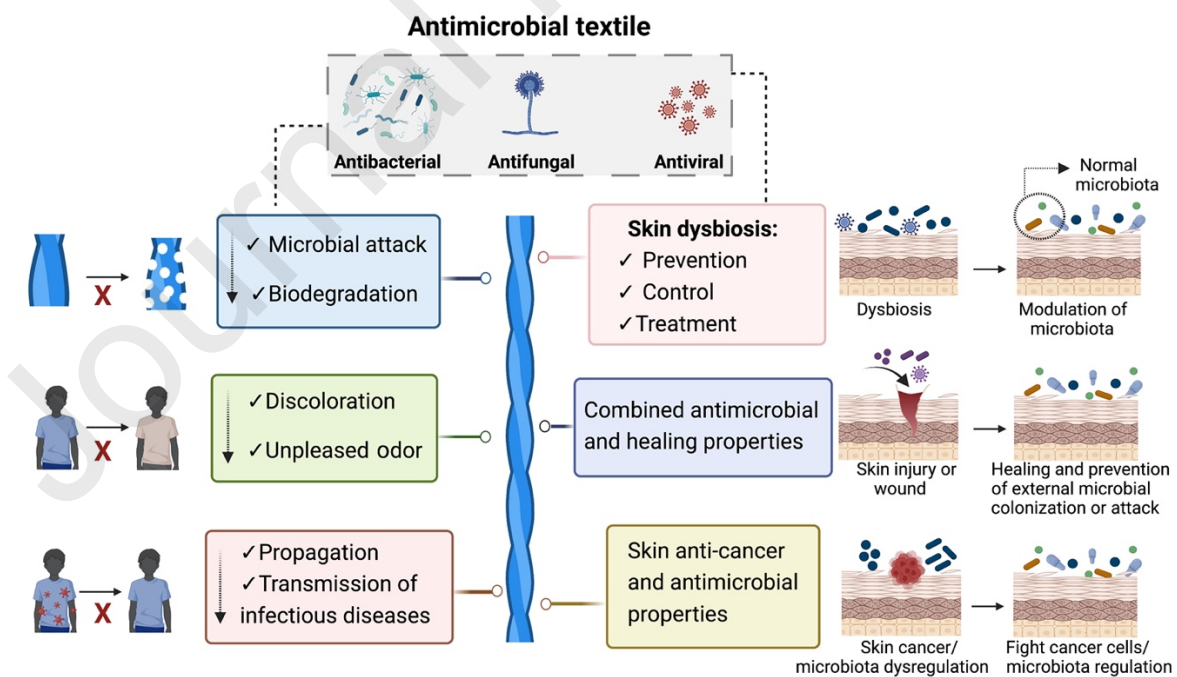 Antimicrobial textile
Antibacterial
Antifungal
Antiviral
✓ Microbial attack
✓Biodegradation
X
✓Discoloration
✓Unpleased odor
X
✓Propagation
✓Transmission of
infectious diseases
X
Skin dysbiosis:
✓ Prevention
✓ Control
✓Treatment
Normal
microbiota
Dysbiosis
Modulation of
microbiota
Combined antimicrobial
and healing properties
Skin injury or
wound
Healing and prevention
of external microbial
colonization or attack
Skin anti-cancer
and antimicrobial
properties
Skin cancer/
microbiota dysregulation
Fight cancer cells/
microbiota regulation
Journal